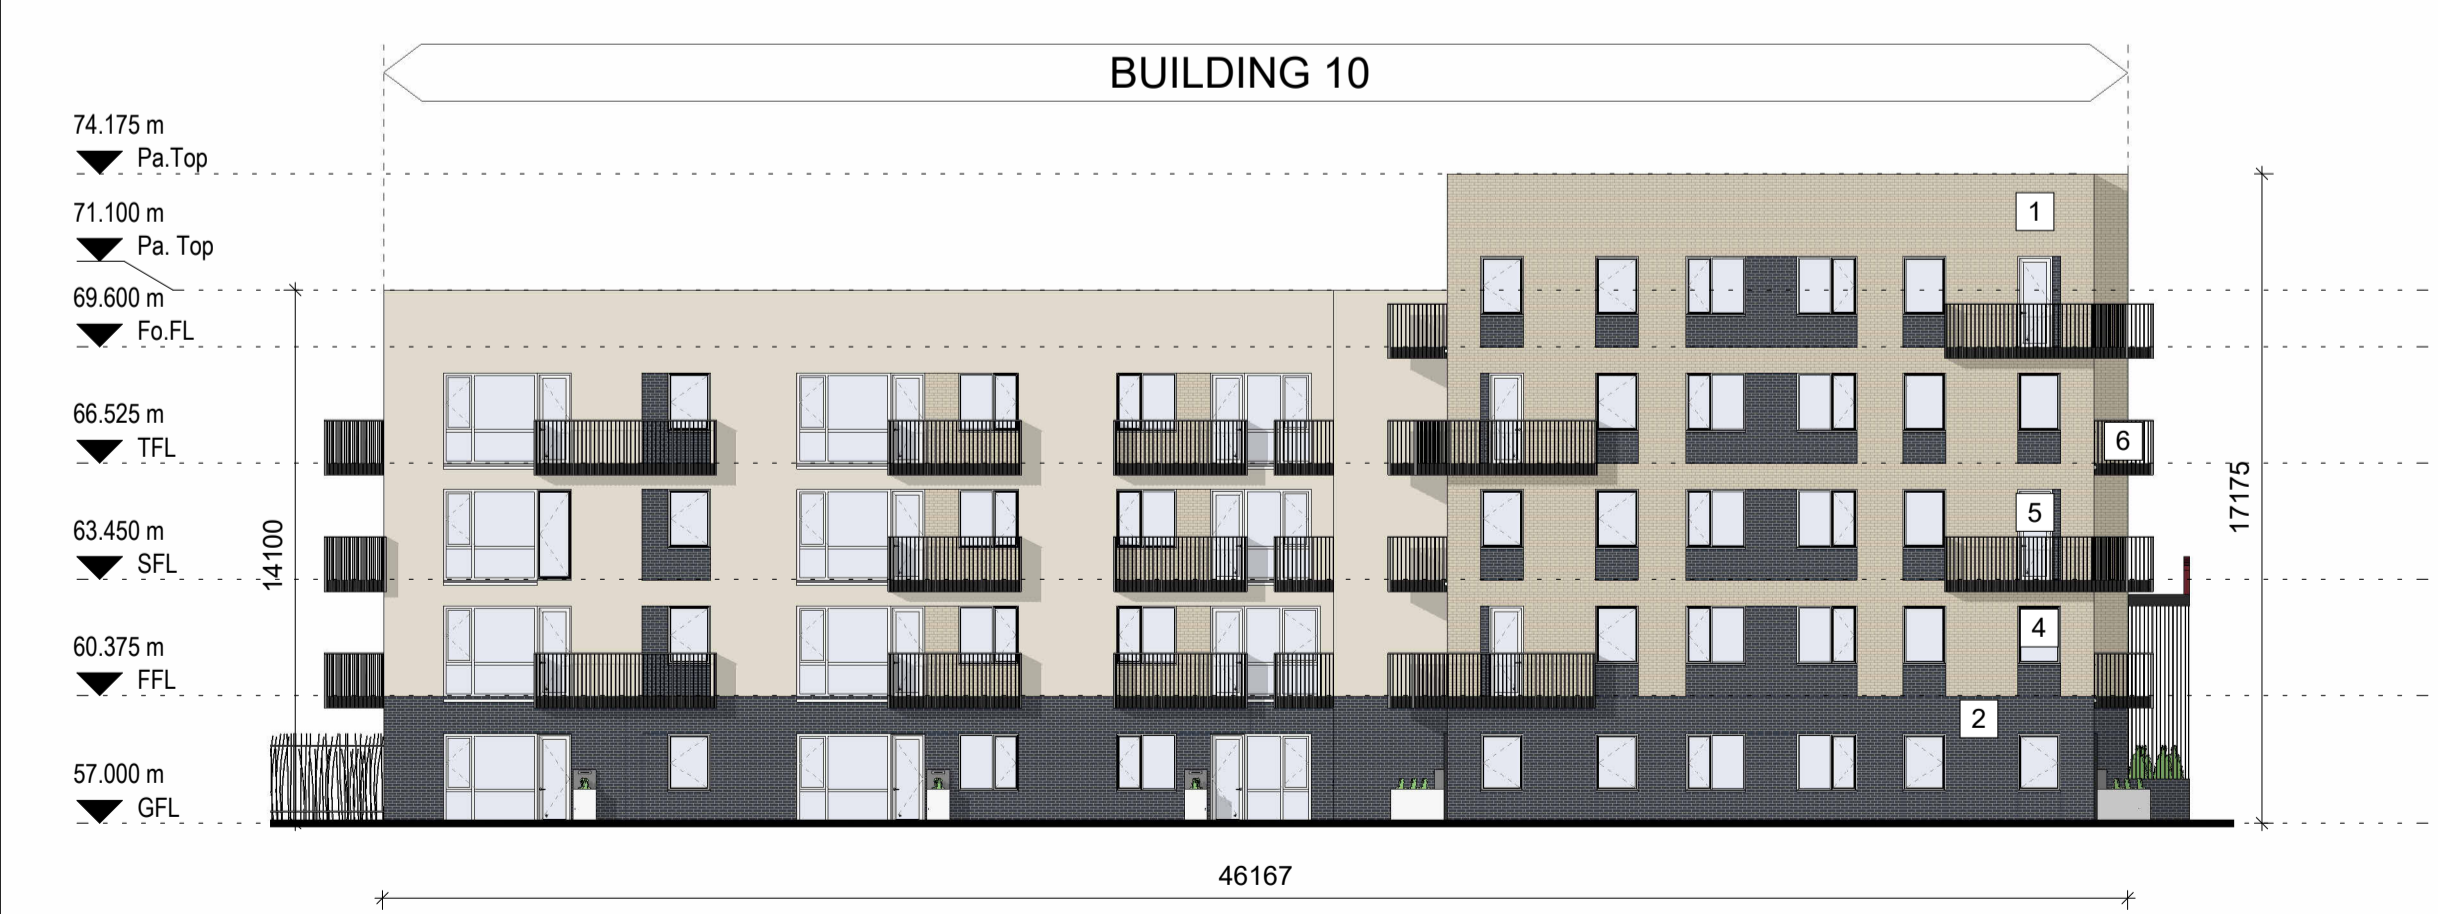 BUILDING 10
74.175 m
Pa.Top
71.100 m
Pa. Top
69.600 m
Fo.FL
66.525 m
TFL
63.450 m
SFL
60.375 m
FFL
57.000 m
GFL
14100
1
6
5
4
2
17175
46167